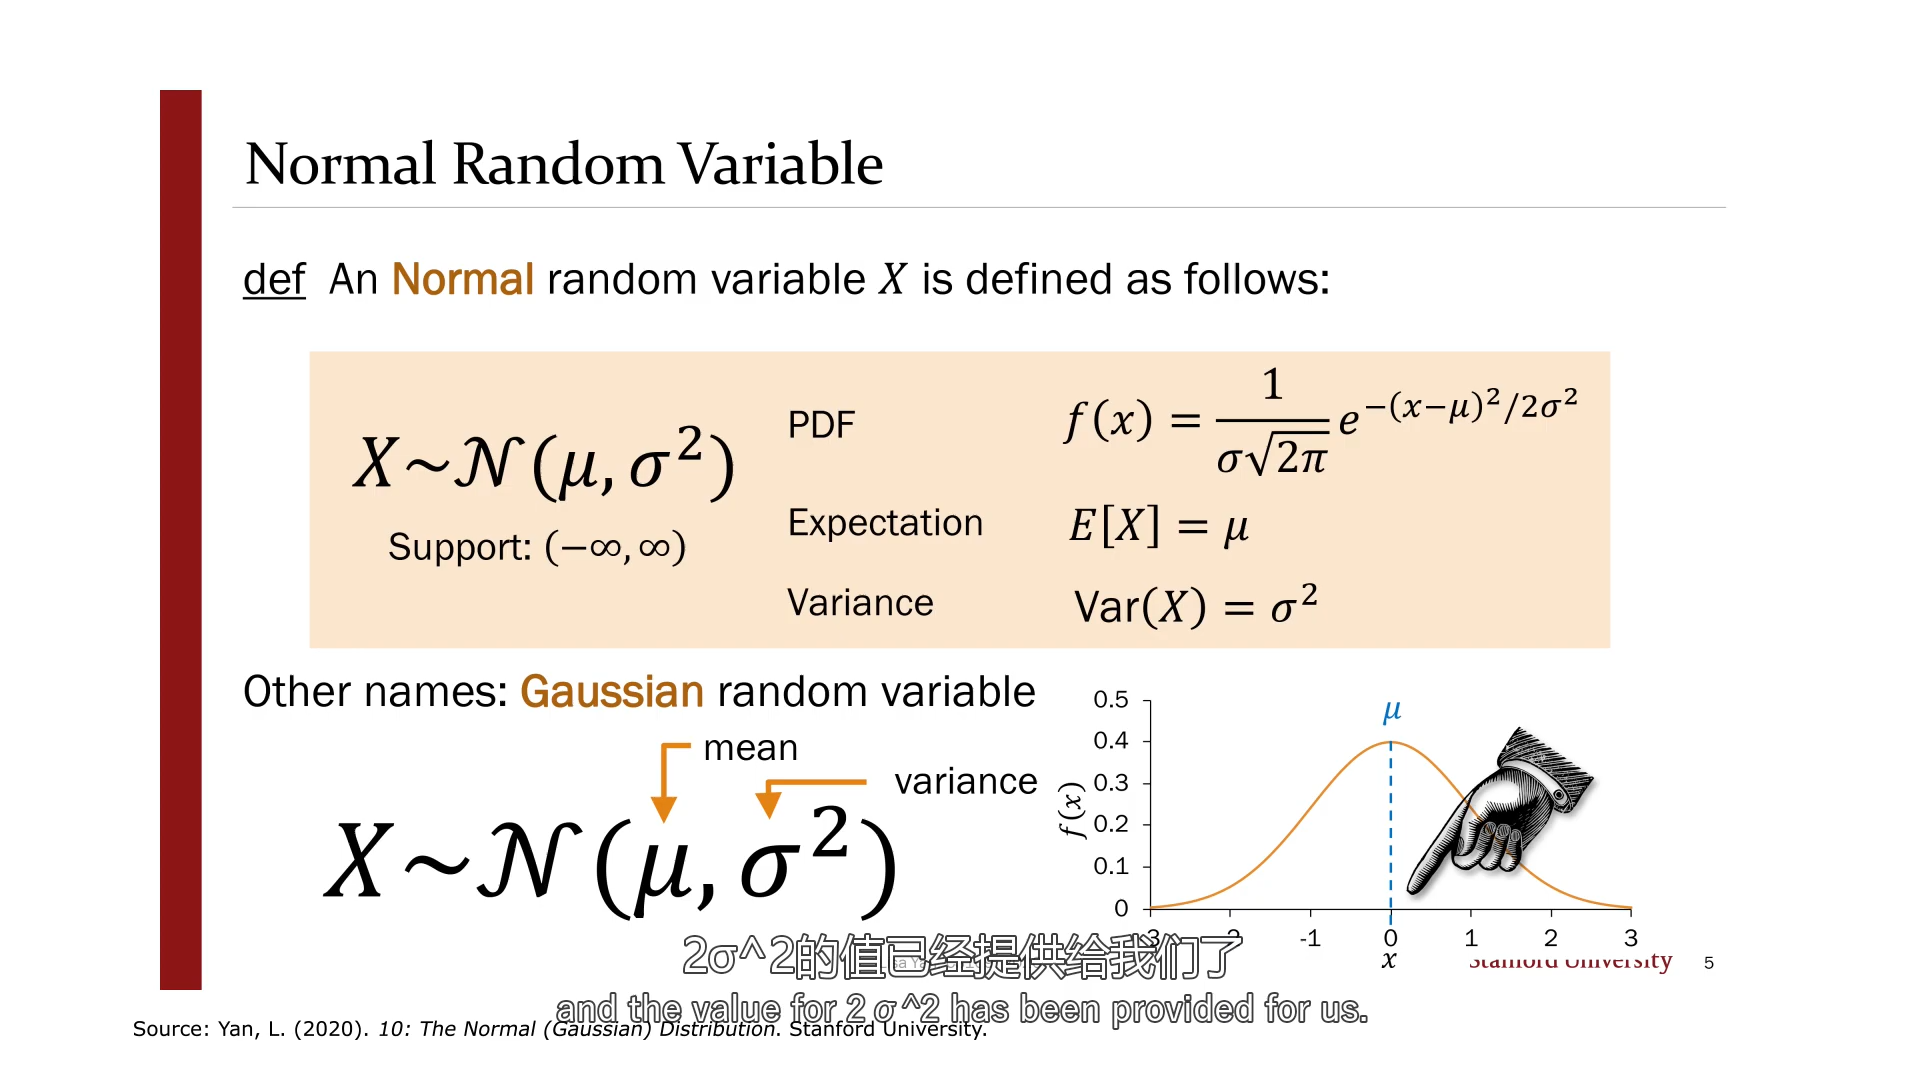 Normal Random Variable
def An Normal random variable X is defined as follows:
X~𝒩(μ, σ²)
Support: (−∞, ∞)
PDF f(x) = 1/(σ√2π) e^−(x−μ)²/2σ²
Expectation E[X] = μ
Variance Var(X) = σ²
Other names: Gaussian random variable
mean
variance
X~𝒩(μ, σ²)
μ
f(x)
0.5
0.4
0.3
0.2
0.1
0
-1 0 1 2 3
x
Stanford University 5
2σ^2的值已经提供给我们了
and the value for 2 σ^2 has been provided for us.
Source: Yan, L. (2020). 10: The Normal (Gaussian) Distribution. Stanford University.